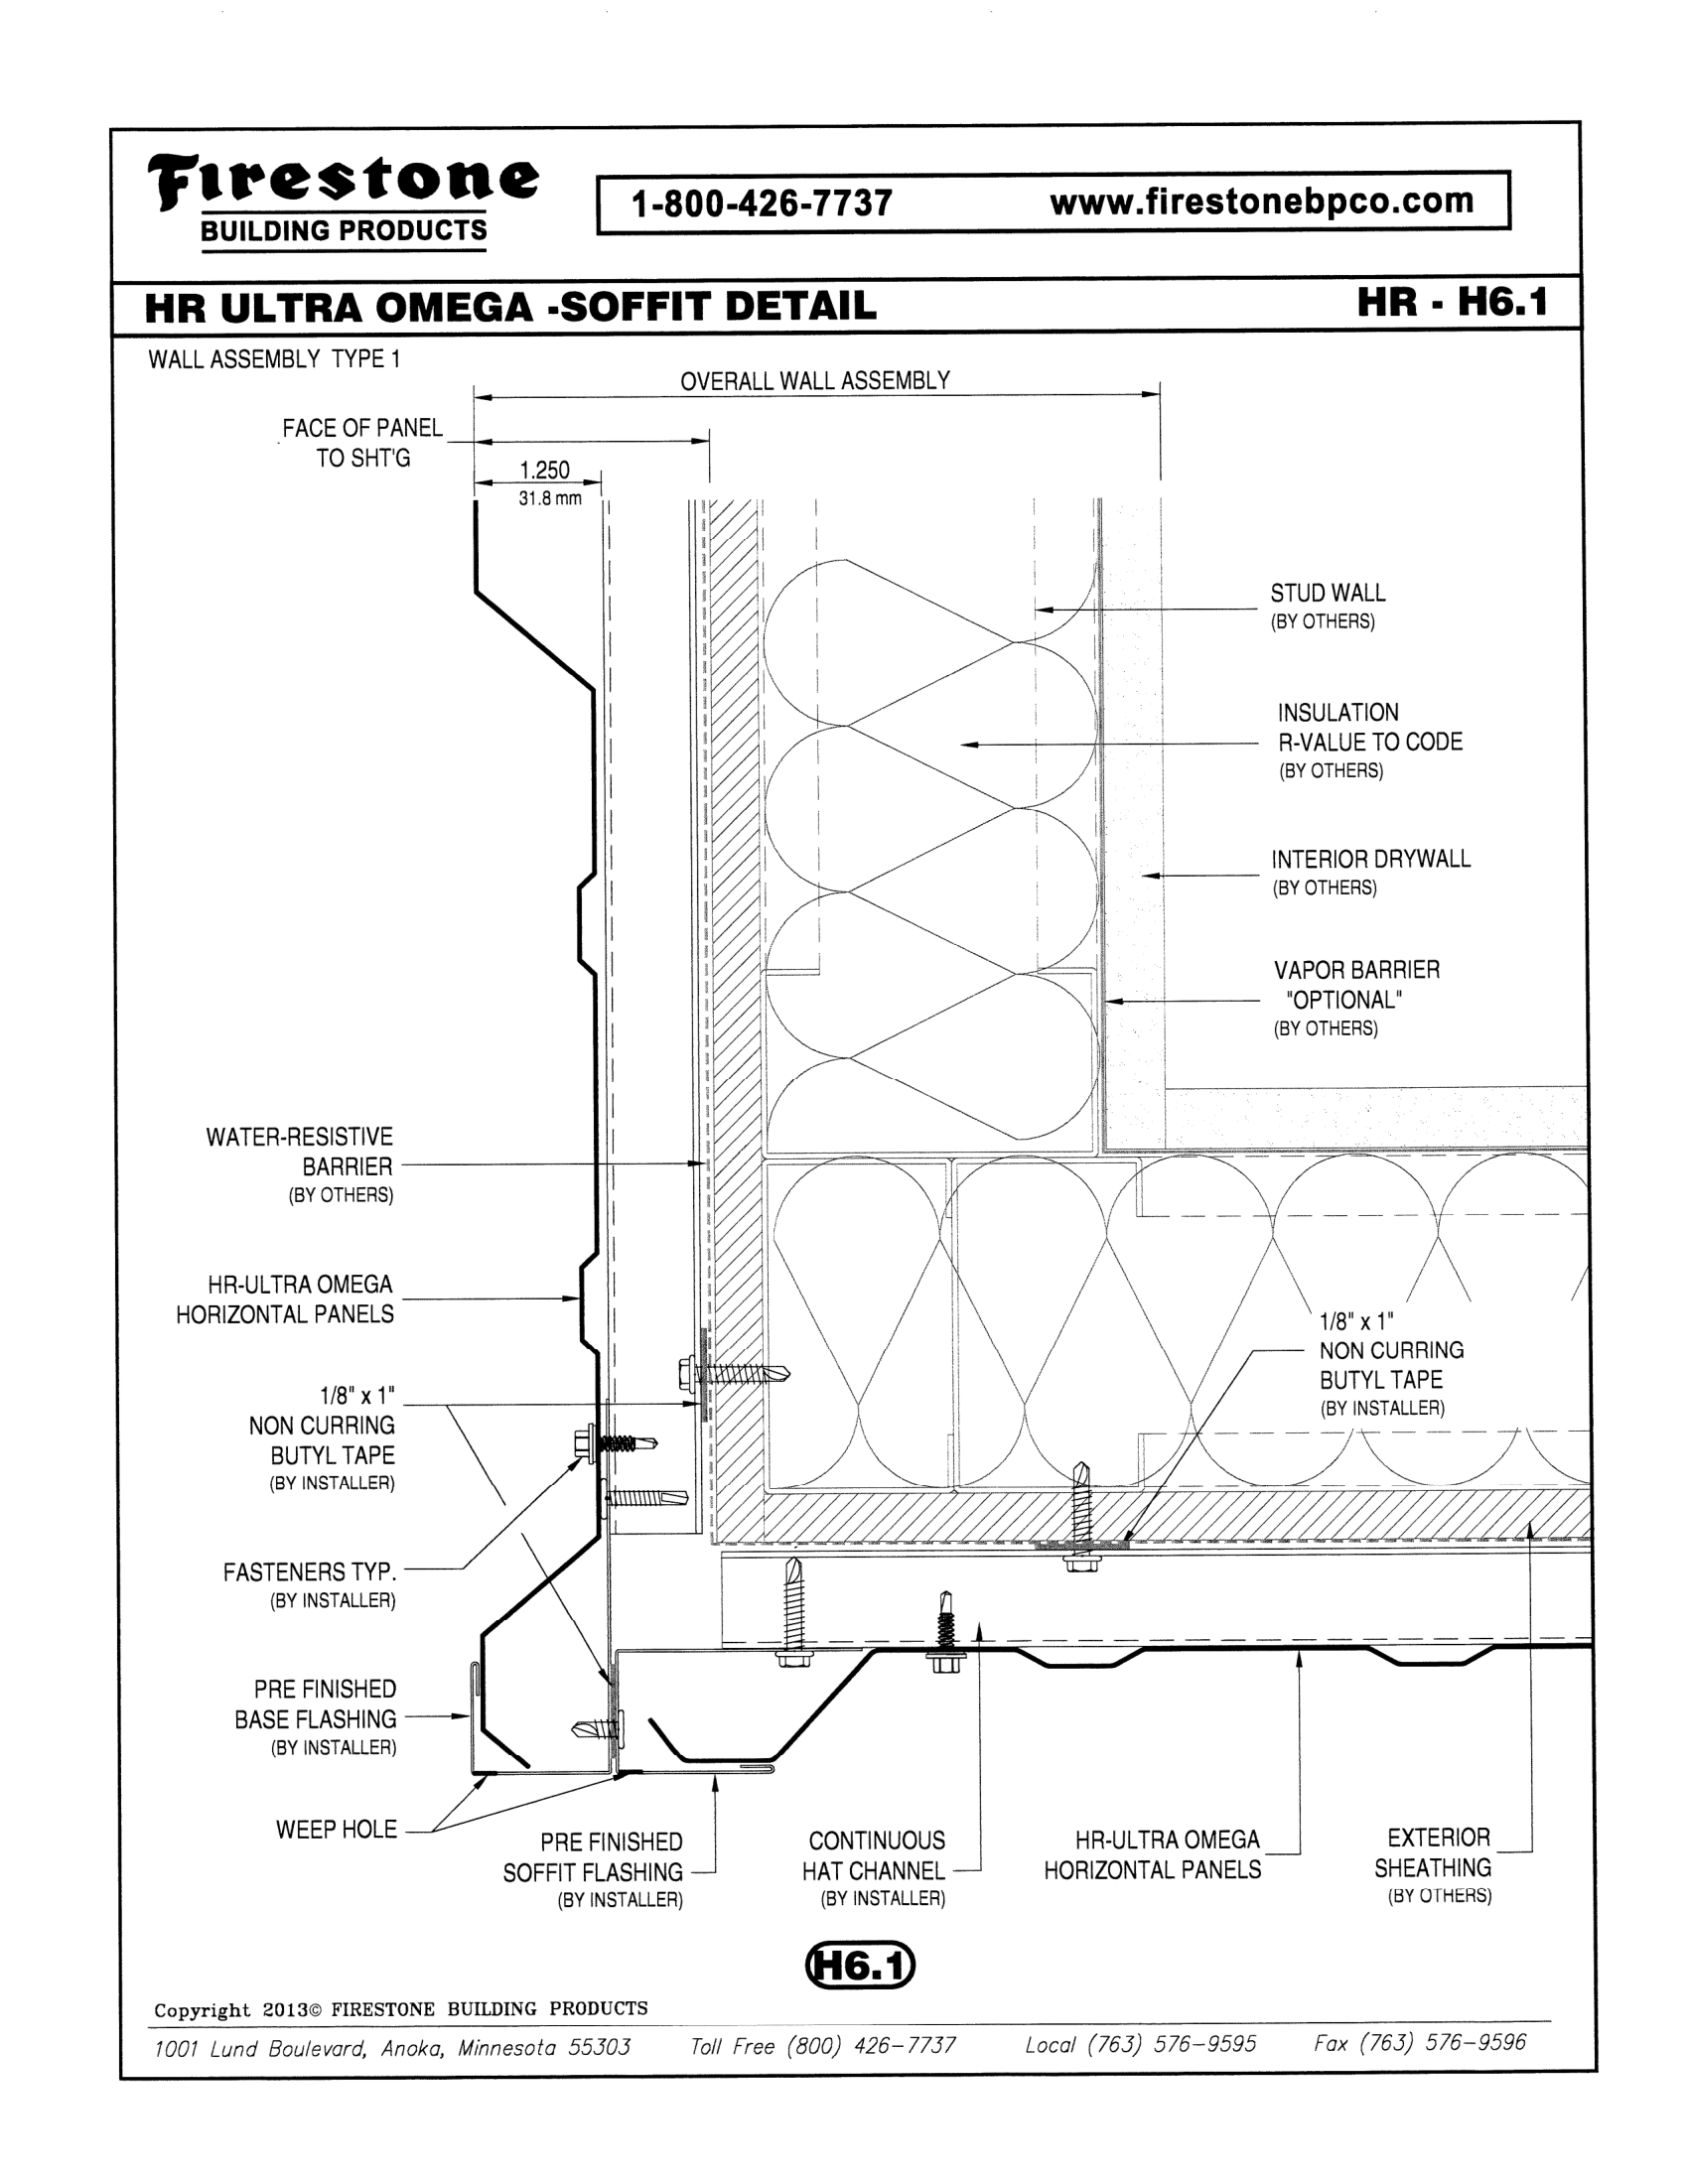 Firestone
BUILDING PRODUCTS
1-800-426-7737 www.firestonebpco.com
HR ULTRA OMEGA -SOFFIT DETAIL HR - H6.1
WALL ASSEMBLY TYPE 1
OVERALL WALL ASSEMBLY
FACE OF PANEL
TO SHT'G
1.250
31.8 mm
STUD WALL
(BY OTHERS)
INSULATION
R-VALUE TO CODE
(BY OTHERS)
INTERIOR DRYWALL
(BY OTHERS)
VAPOR BARRIER
"OPTIONAL"
(BY OTHERS)
WATER-RESISTIVE
BARRIER
(BY OTHERS)
HR-ULTRA OMEGA
HORIZONTAL PANELS
1/8" x 1"
NON CURRING
BUTYL TAPE
(BY INSTALLER)
1/8" x 1"
NON CURRING
BUTYL TAPE
(BY INSTALLER)
FASTENERS TYP.
(BY INSTALLER)
PRE FINISHED
BASE FLASHING
(BY INSTALLER)
WEEP HOLE
PRE FINISHED
SOFFIT FLASHING
(BY INSTALLER)
CONTINUOUS
HAT CHANNEL
(BY INSTALLER)
HR-ULTRA OMEGA
HORIZONTAL PANELS
EXTERIOR
SHEATHING
(BY OTHERS)
H6.1
Copyright 2013© FIRESTONE BUILDING PRODUCTS
1001 Lund Boulevard, Anoka, Minnesota 55303 Toll Free (800) 426-7737 Local (763) 576-9595 Fax (763) 576-9596